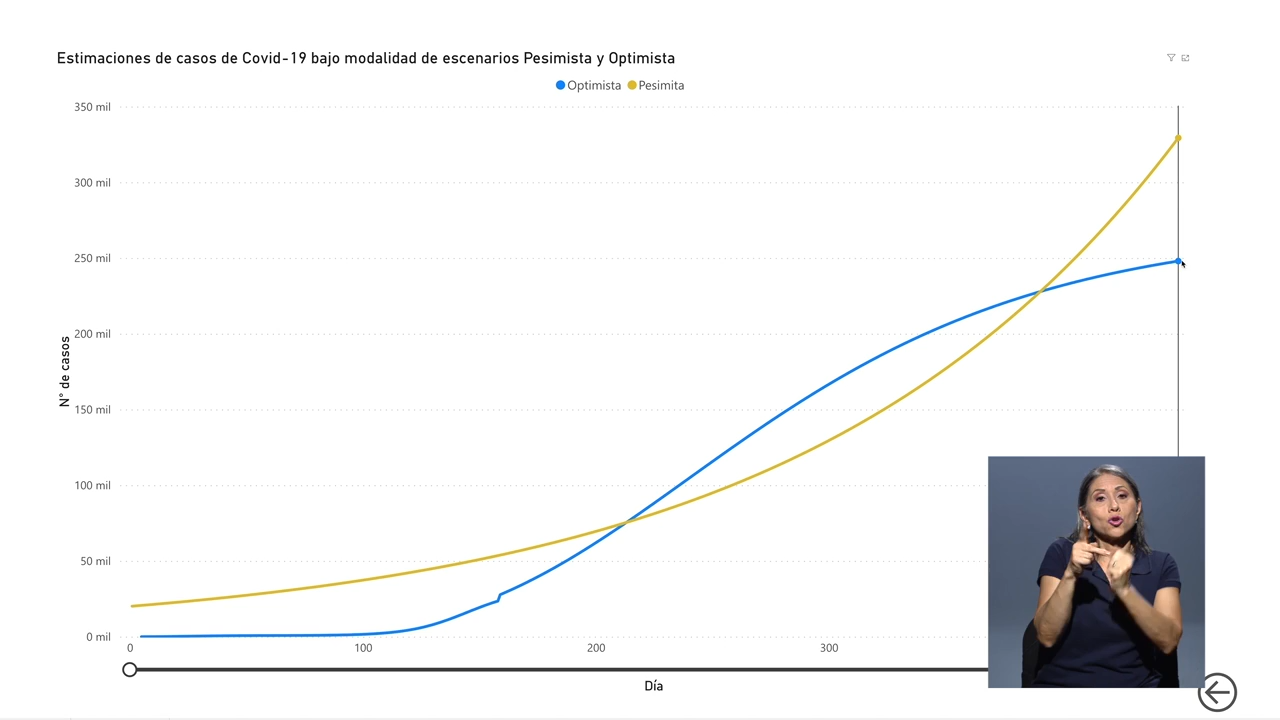 Estimaciones de casos de Covid-19 bajo modalidad de escenarios Pesimista y Optimista
Optimista Pesimita
350 mil
300 mil
250 mil
200 mil
150 mil
100 mil
50 mil
0 mil
N° de casos
0 100 200 300
Día